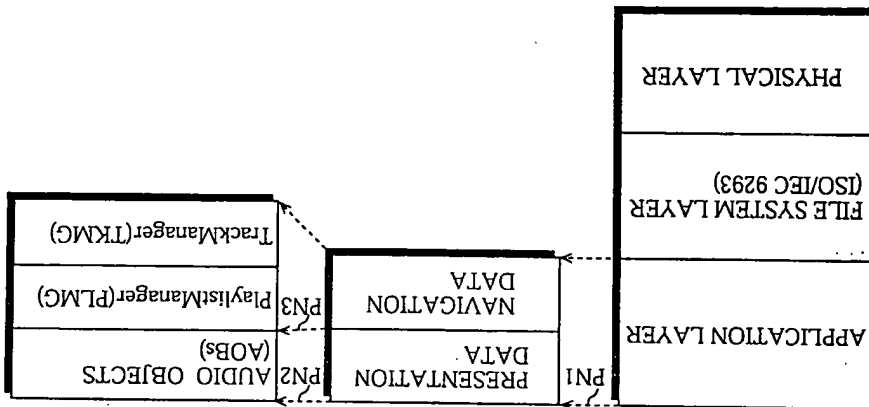 APPLICATION LAYER
FILE SYSTEM LAYER
(ISO/IEC 9293)
PHYSICAL LAYER
PN1
PRESENTATION
DATA
NAVIGATION
DATA
PN2
PN3
AUDIO OBJECTS
(AOBs)
PlaylistManager(PLMG)
TrackManager(TKMG)